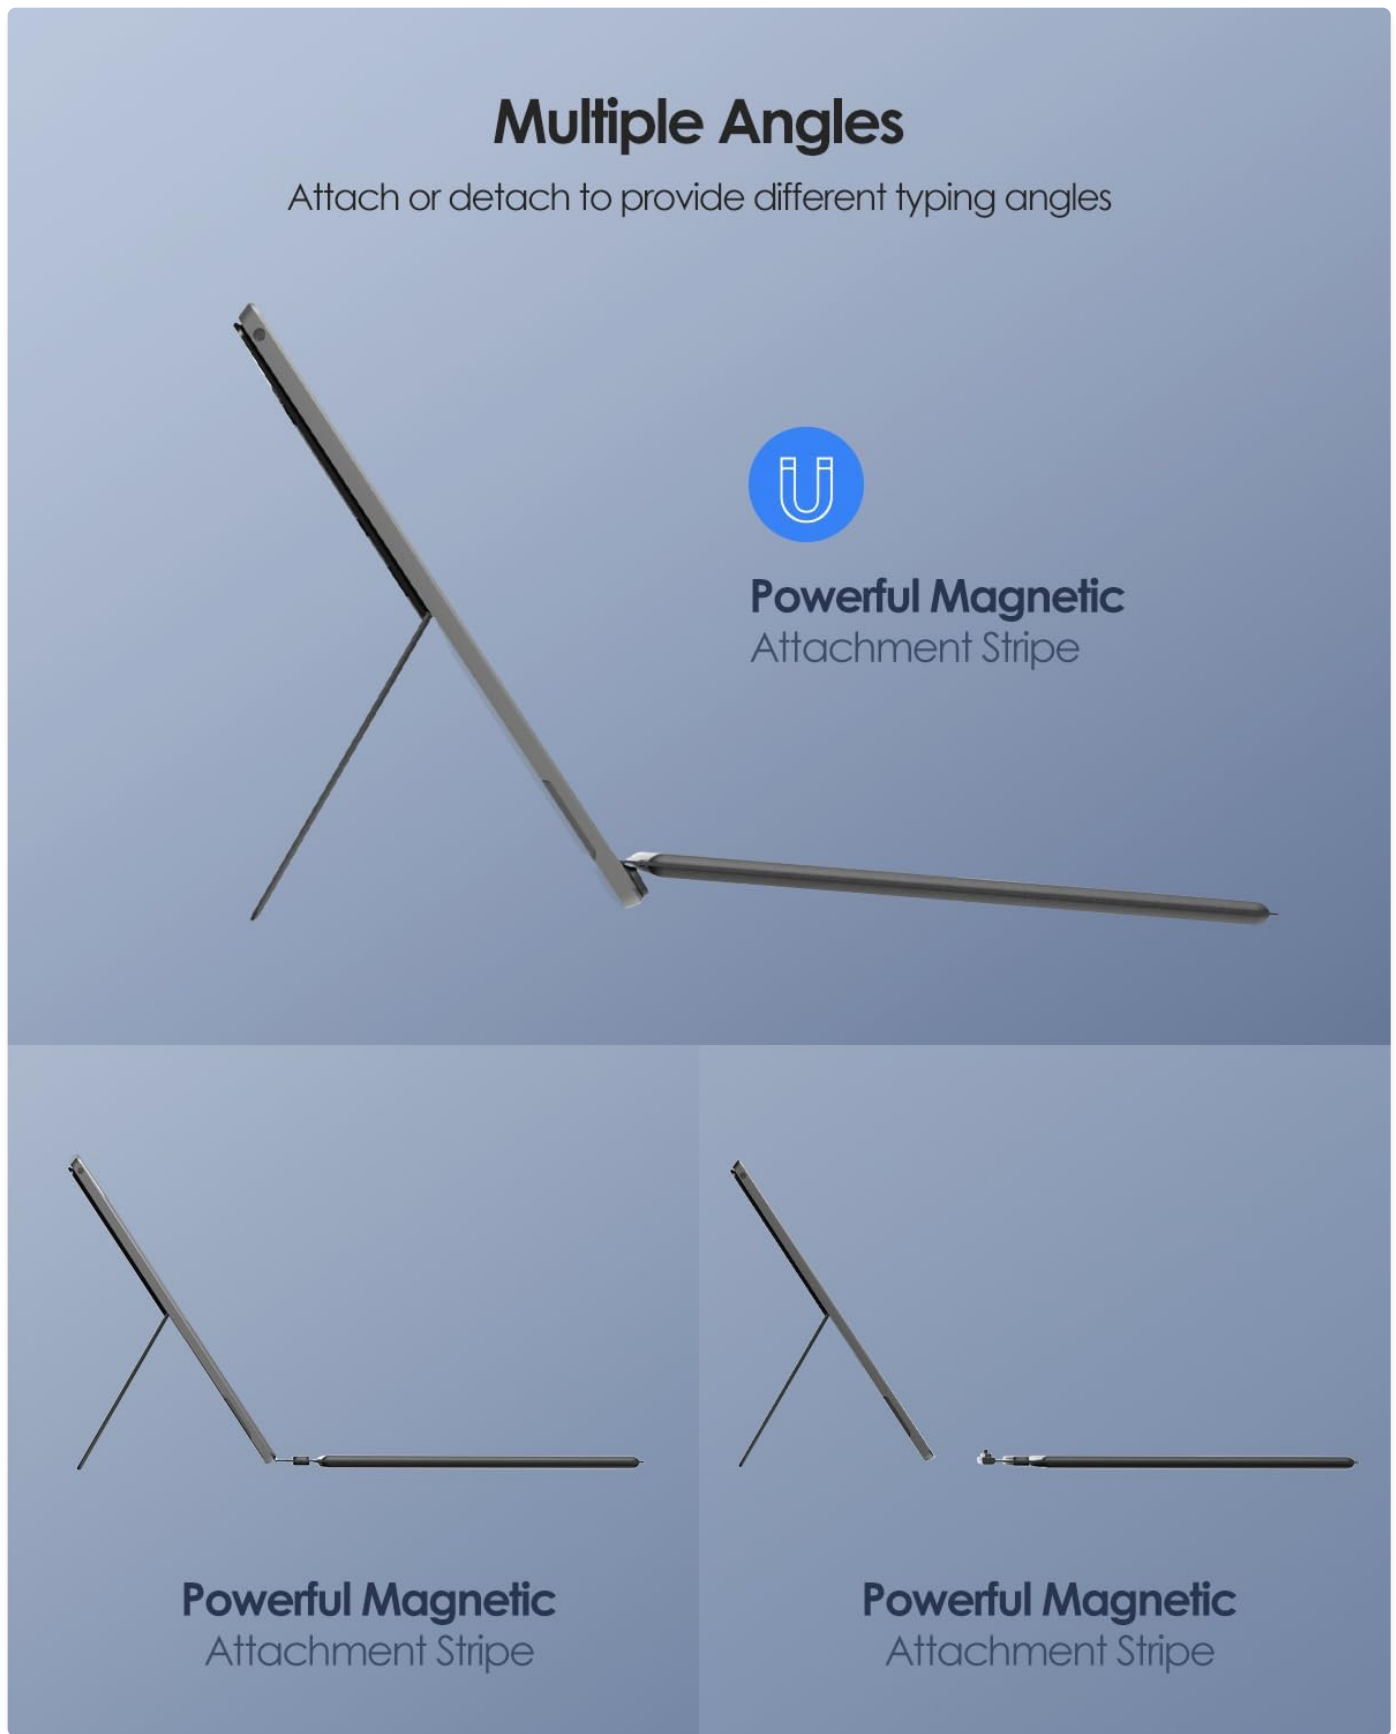 Multiple Angles
Attach or detach to provide different typing angles
Powerful Magnetic
Attachment Stripe
Powerful Magnetic
Attachment Stripe
Powerful Magnetic
Attachment Stripe